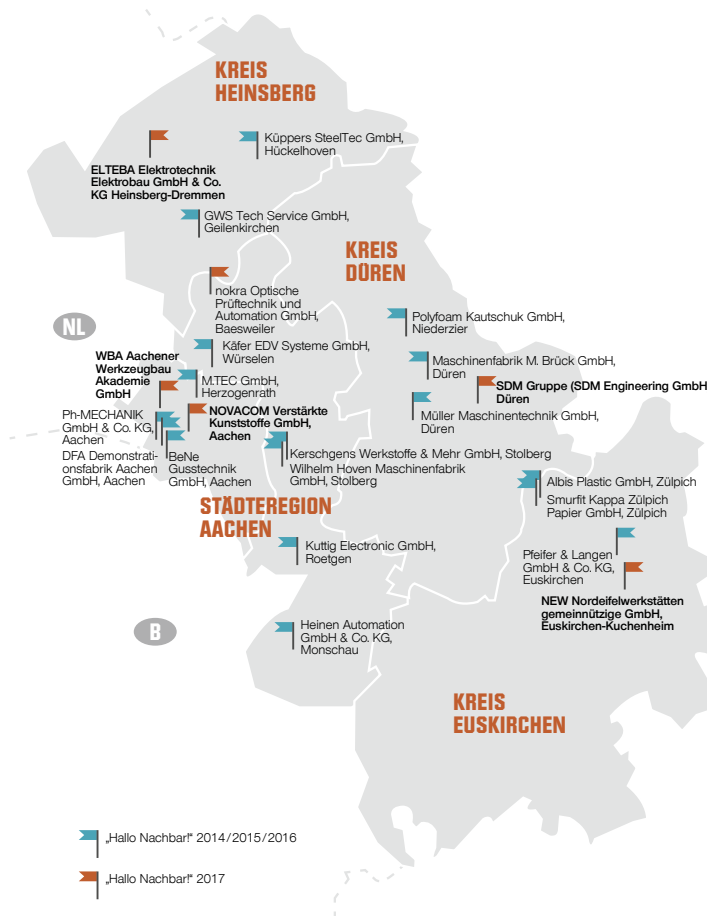 KREIS
HEINSBERG
Küppers SteelTec GmbH,
Hückelhoven
ELTEBA Elektrotechnik
Elektrobau GmbH & Co.
KG Heinsberg-Dremmen
GWS Tech Service GmbH,
Geilenkirchen
KREIS
DÜREN
nokra Optische
Prüftechnik und
Automation GmbH,
Baesweiler
Polyfoam Kautschuk GmbH,
Niederzier
NL
Käfer EDV Systeme GmbH,
Würselen
WBA Aachener
Werkzeugbau
Akademie
GmbH
Maschinenfabrik M. Brück GmbH,
Düren
M.TEC GmbH,
Herzogenrath
SDM Gruppe (SDM Engineering GmbH
Düren
Müller Maschinentechnik GmbH,
Düren
Ph-MECHANIK
GmbH & Co. KG,
Aachen
NOVACOM Verstärkte
Kunststoffe GmbH,
Aachen
DFA Demonstrati-
onsfabrik Aachen
GmbH, Aachen
BeNe
Gusstechnik
GmbH, Aachen
Kerschgens Werkstoffe & Mehr GmbH, Stolberg
Wilhelm Hoven Maschinenfabrik
GmbH, Stolberg
Albis Plastic GmbH, Zülpich
Smurfit Kappa Zülpich
Papier GmbH, Zülpich
STÄDTEREGION
AACHEN
Kuttig Electronic GmbH,
Roetgen
Pfeifer & Langen
GmbH & Co. KG,
Euskirchen
NEW Nordeifelwerkstätten
gemeinnützige GmbH,
Euskirchen-Kuchenheim
B
Heinen Automation
GmbH & Co. KG,
Monschau
KREIS
EUSKIRCHEN
„Hallo Nachbar!“ 2014/2015/2016
„Hallo Nachbar!“ 2017